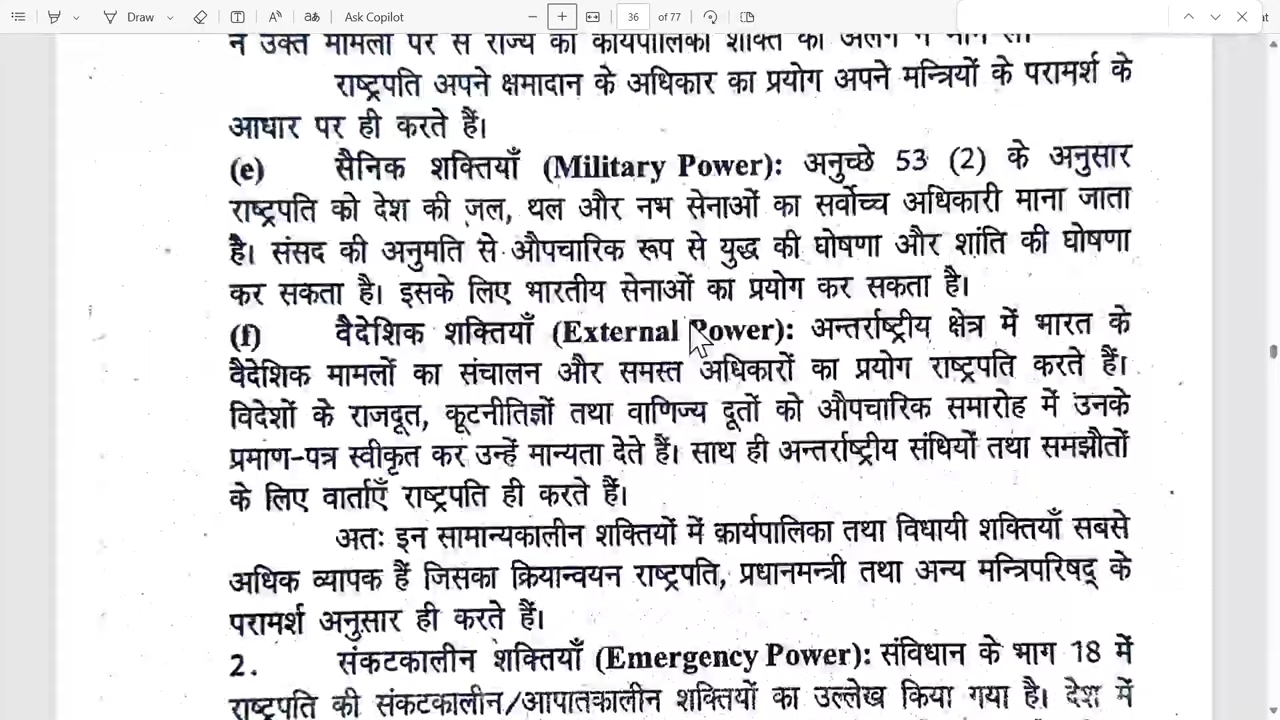 Draw
Ask Copilot
36 of 77
न उक्त मामलों पर से राज्य की कार्यपालिका शक्ति को अलग न मान ली।
राष्ट्रपति अपने क्षमादान के अधिकार का प्रयोग अपने मन्त्रियों के परामर्श के
आधार पर ही करते हैं।
(e) सैनिक शक्तियाँ (Military Power): अनुच्छे 53 (2) के अनुसार
राष्ट्रपति को देश की जल, थल और नभ सेनाओं का सर्वोच्च अधिकारी माना जाता
है। संसद की अनुमति से औपचारिक रूप से युद्ध की घोषणा और शांति की घोषणा
कर सकता है। इसके लिए भारतीय सेनाओं का प्रयोग कर सकता है।
(f) वैदेशिक शक्तियाँ (External Power): अन्तर्राष्ट्रीय क्षेत्र में भारत के
वैदेशिक मामलों का संचालन और समस्त अधिकारों का प्रयोग राष्ट्रपति करते हैं।
विदेशों के राजदूत, कूटनीतिज्ञों तथा वाणिज्य दूतों को औपचारिक समारोह में उनके
प्रमाण-पत्र स्वीकृत कर उन्हें मान्यता देते हैं। साथ ही अन्तर्राष्ट्रीय संधियों तथा समझौतों
के लिए वार्ताएँ राष्ट्रपति ही करते हैं।
अतः इन सामान्यकालीन शक्तियों में कार्यपालिका तथा विधायी शक्तियाँ सबसे
अधिक व्यापक हैं जिसका क्रियान्वयन राष्ट्रपति, प्रधानमन्त्री तथा अन्य मन्त्रिपरिषद् के
परामर्श अनुसार ही करते हैं।
2. संकटकालीन शक्तियाँ (Emergency Power): संविधान के भाग 18 में
राष्ट्रपति की संकटकालीन/आपातकालीन शक्तियों का उल्लेख किया गया है। देश में